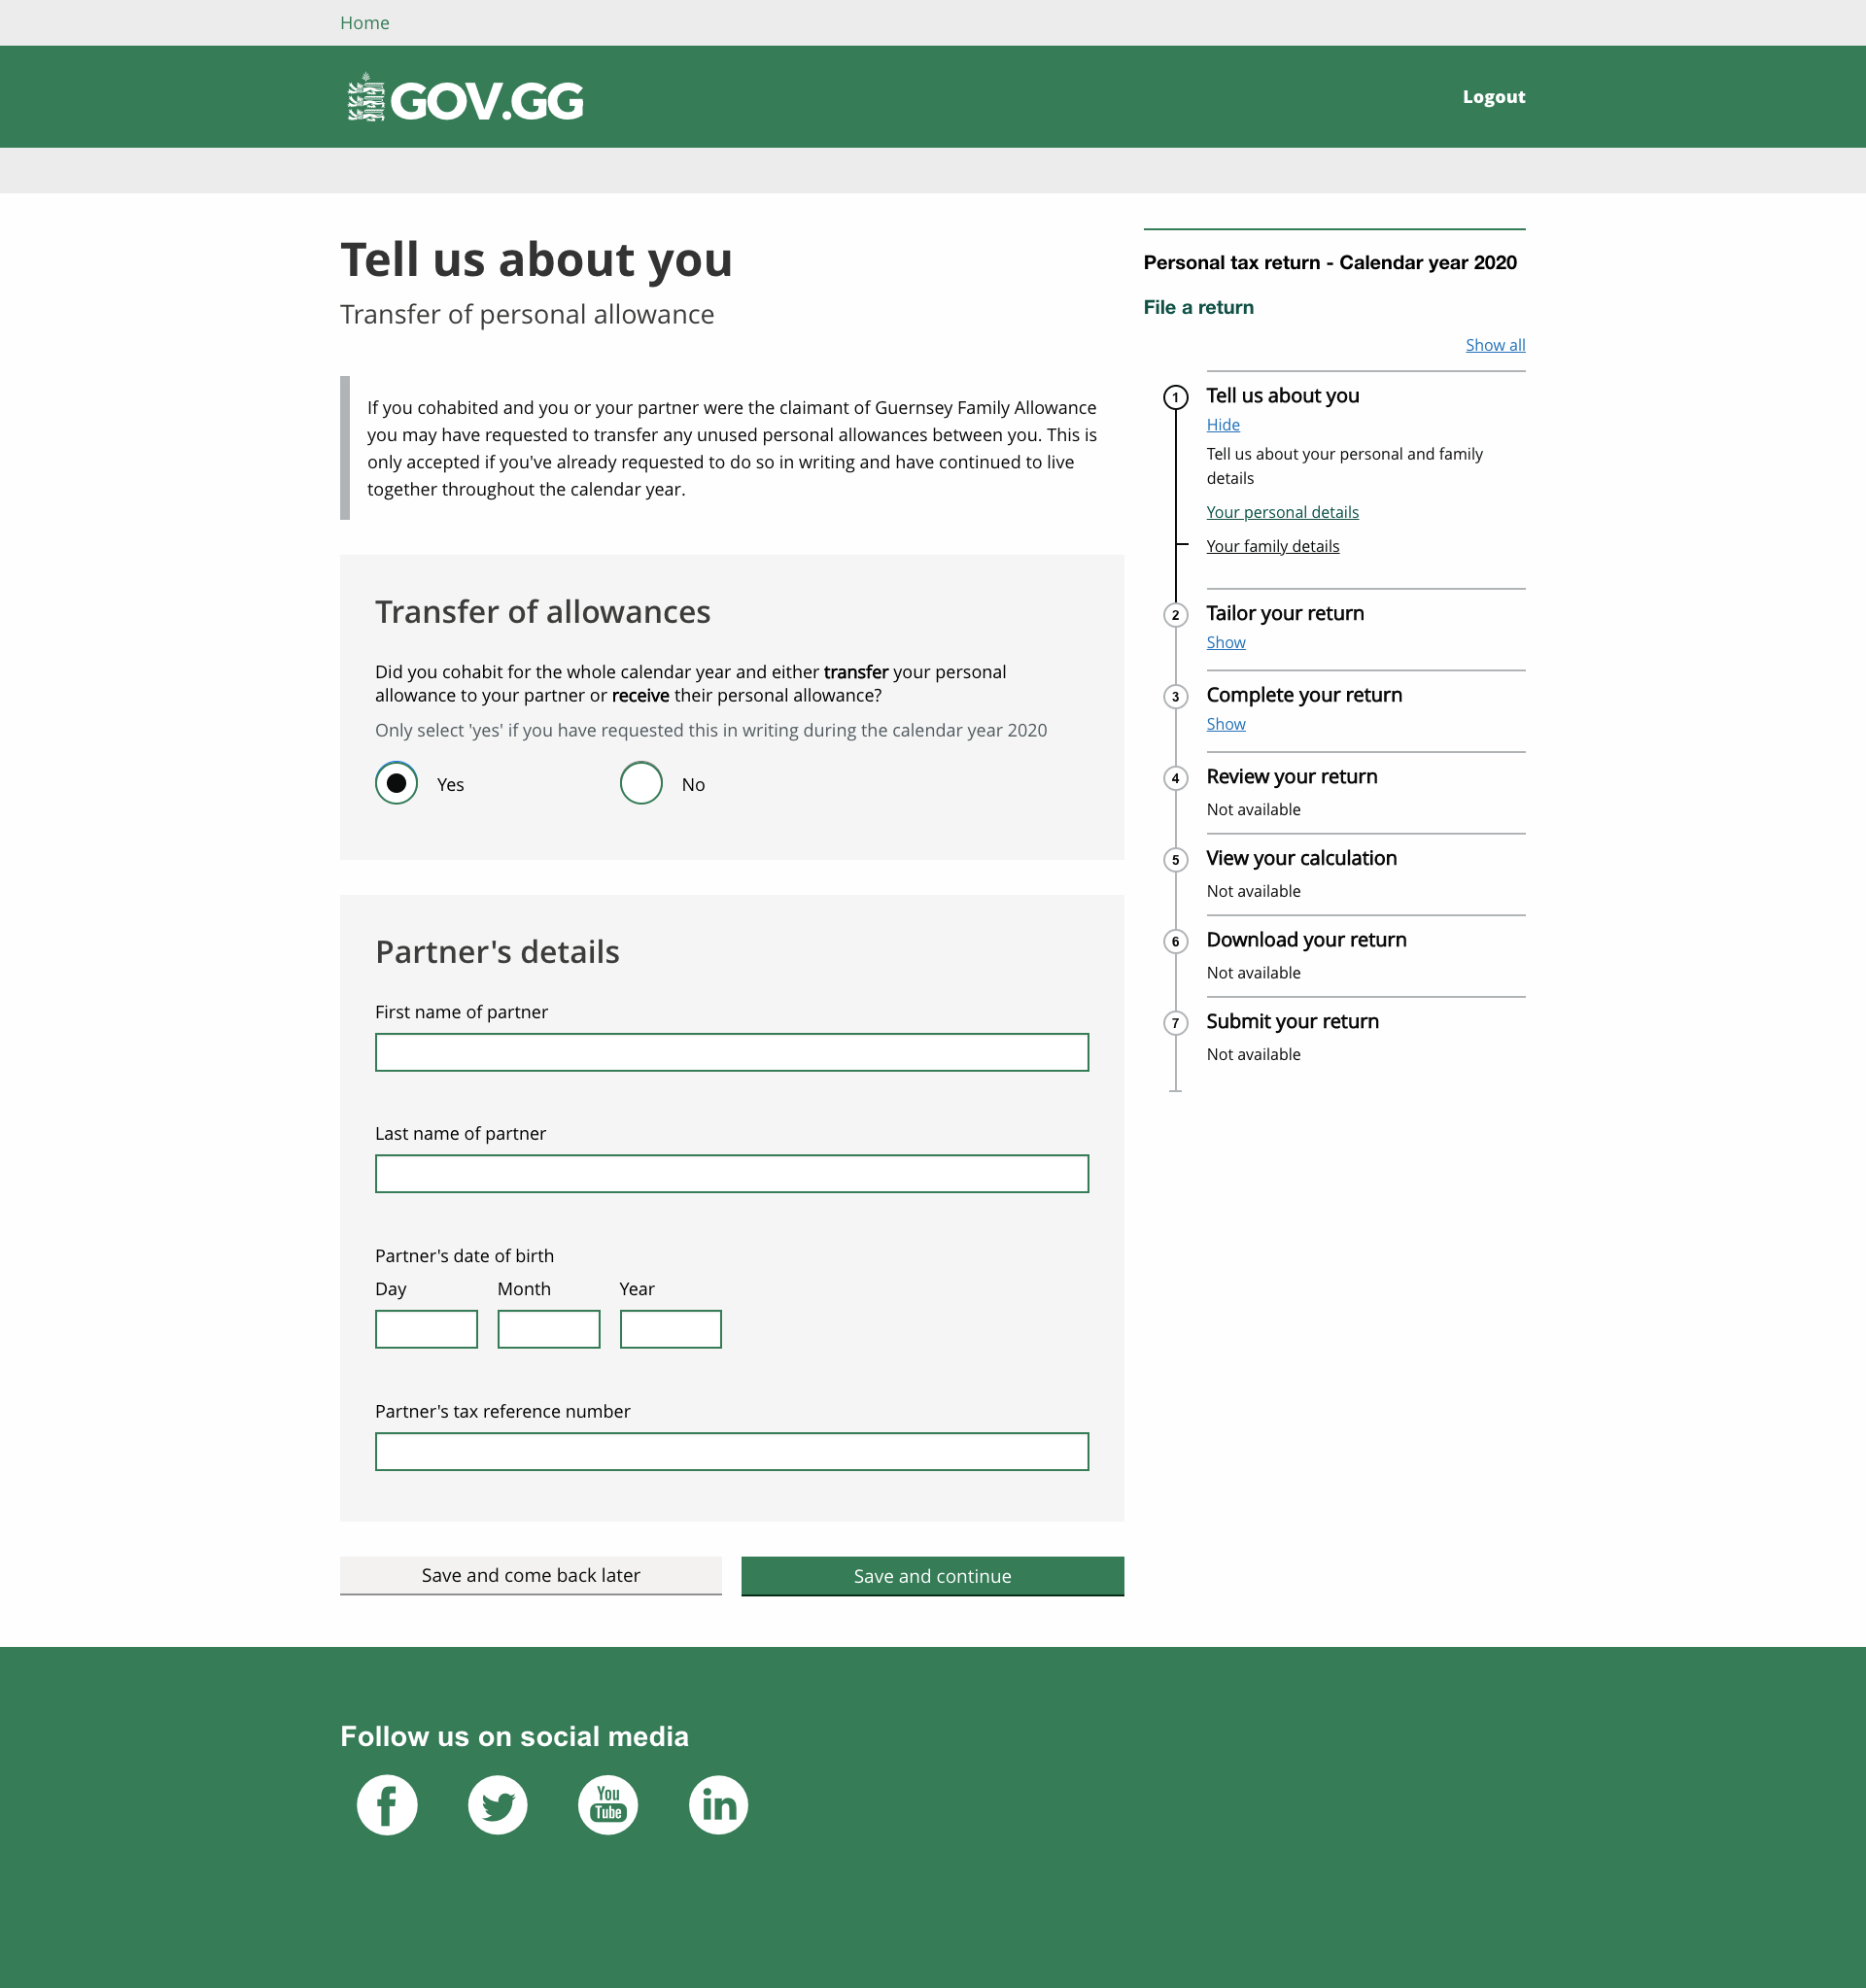 Home
GOV.GG
Logout
Tell us about you
Transfer of personal allowance
If you cohabited and you or your partner were the claimant of Guernsey Family Allowance
you may have requested to transfer any unused personal allowances between you. This is
only accepted if you've already requested to do so in writing and have continued to live
together throughout the calendar year.
Transfer of allowances
Did you cohabit for the whole calendar year and either transfer your personal
allowance to your partner or receive their personal allowance?
Only select 'yes' if you have requested this in writing during the calendar year 2020
Yes
No
Partner's details
First name of partner
Last name of partner
Partner's date of birth
Day
Month
Year
Partner's tax reference number
Save and come back later
Save and continue
Personal tax return - Calendar year 2020
File a return
Show all
1 Tell us about you
Hide
Tell us about your personal and family
details
Your personal details
Your family details
2 Tailor your return
Show
3 Complete your return
Show
4 Review your return
Not available
5 View your calculation
Not available
6 Download your return
Not available
7 Submit your return
Not available
Follow us on social media
f
You
Tube
in